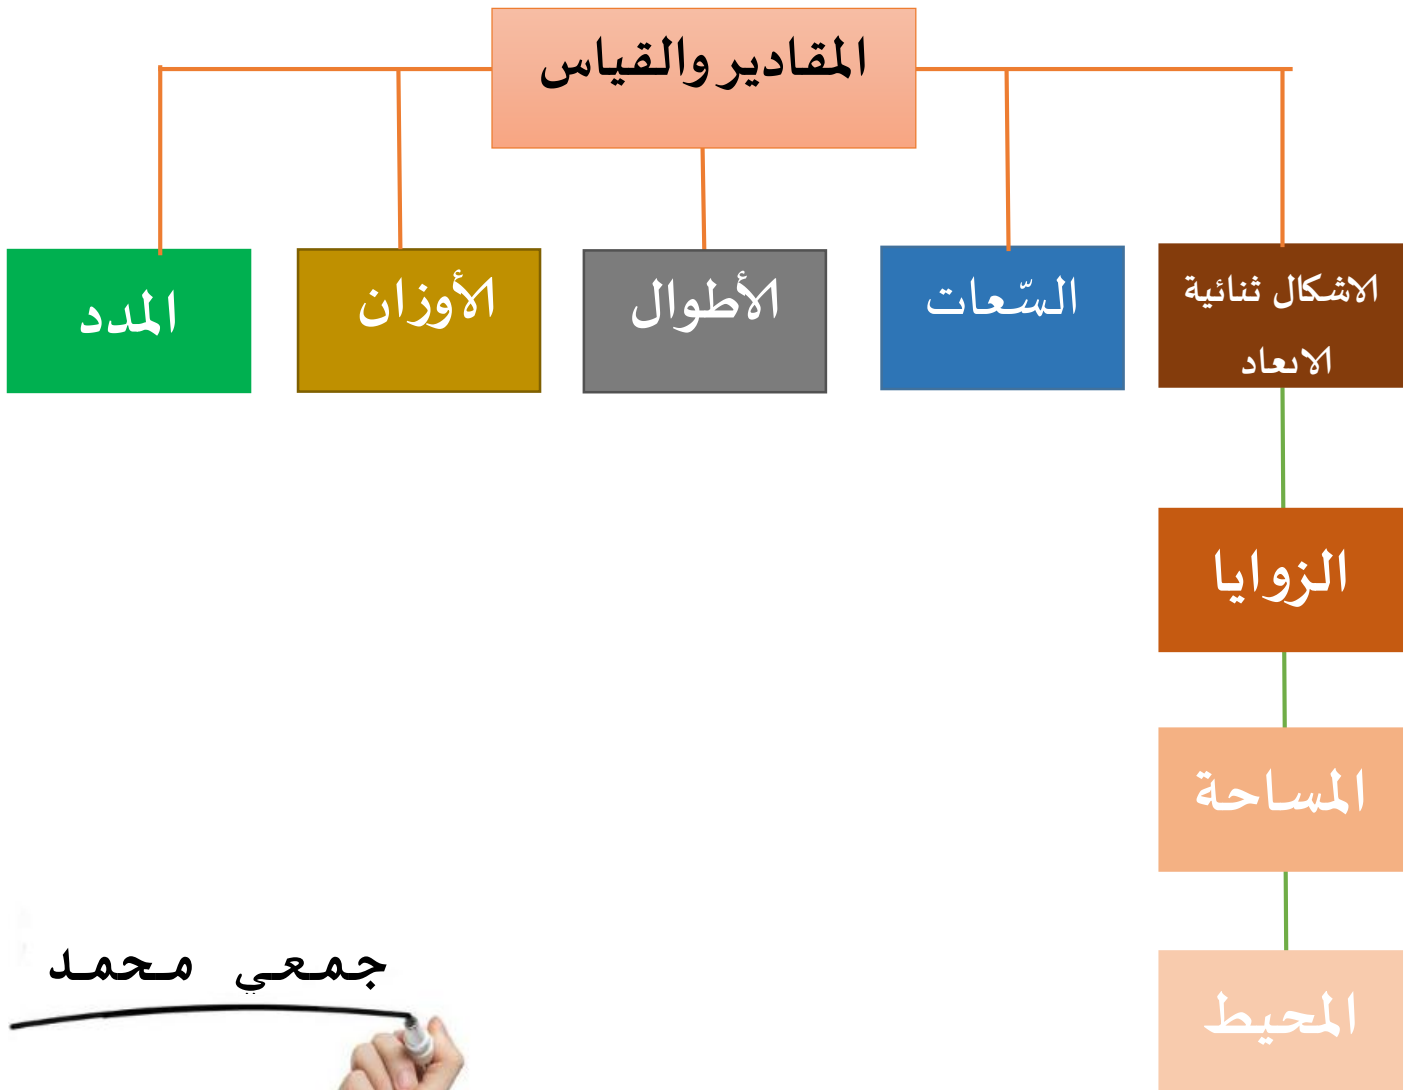 المقادير والقياس
الاشكال ثنائية
الابعاد
السّعات
الأطوال
الأوزان
المدد
الزوايا
المساحة
المحيط
جمعي محمد